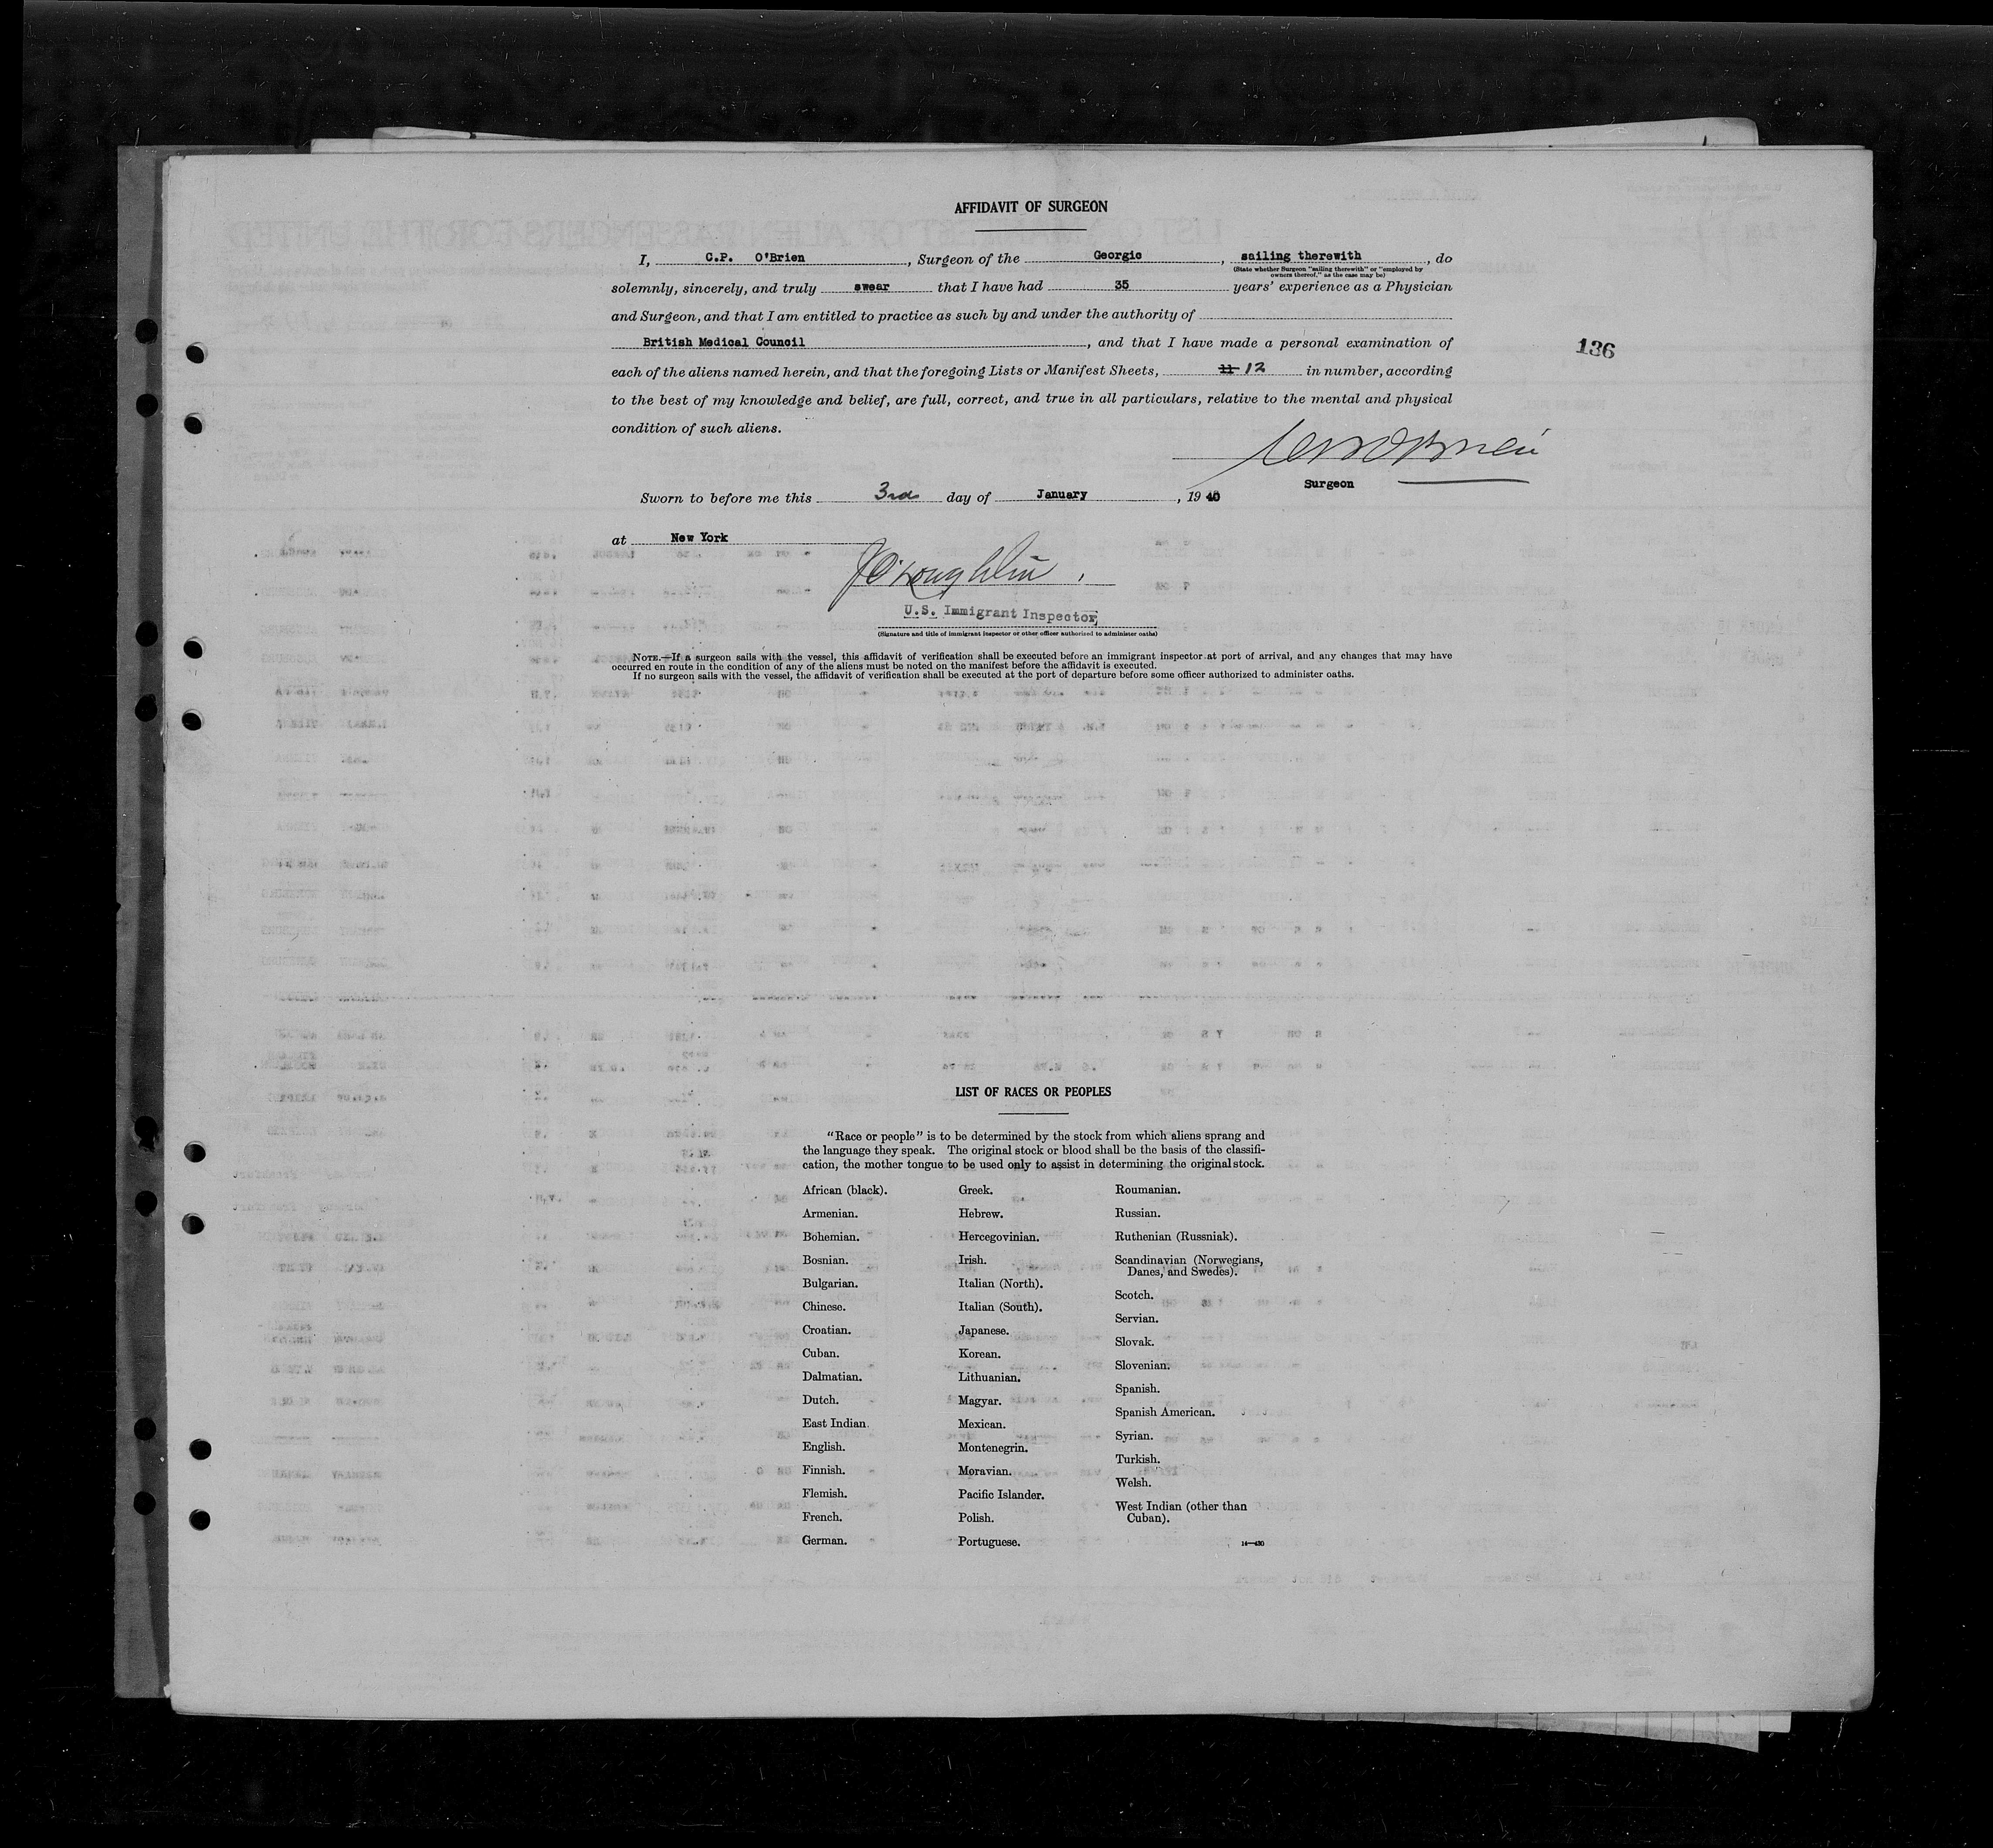 AFFIDAVIT OF SURGEON
I, C.P. O'Brien, Surgeon of the Georgic, sailing therewith, do
(State whether Surgeon "sailing therewith" or "employed by
owners thereof," as the case may be)
solemnly, sincerely, and truly swear that I have had 35 years' experience as a Physician
and Surgeon, and that I am entitled to practice as such by and under the authority of
British Medical Council, and that I have made a personal examination of
136
each of the aliens named herein, and that the foregoing Lists or Manifest Sheets, 11 12 in number, according
to the best of my knowledge and belief, are full, correct, and true in all particulars, relative to the mental and physical
condition of such aliens.
Surgeon
Sworn to before me this 3rd day of January, 1940
at New York
J O'Loughlin
U.S. Immigrant Inspector,
(Signature and title of immigrant inspector or other officer authorized to administer oaths)
NOTE.—If a surgeon sails with the vessel, this affidavit of verification shall be executed before an immigrant inspector at port of arrival, and any changes that may have
occurred en route in the condition of any of the aliens must be noted on the manifest before the affidavit is executed.
If no surgeon sails with the vessel, the affidavit of verification shall be executed at the port of departure before some officer authorized to administer oaths.
LIST OF RACES OR PEOPLES
"Race or people" is to be determined by the stock from which aliens sprang and
the language they speak. The original stock or blood shall be the basis of the classifi-
cation, the mother tongue to be used only to assist in determining the original stock.
African (black).
Armenian.
Bohemian.
Bosnian.
Bulgarian.
Chinese.
Croatian.
Cuban.
Dalmatian.
Dutch.
East Indian.
English.
Finnish.
Flemish.
French.
German.
Greek.
Hebrew.
Hercegovinian.
Irish.
Italian (North).
Italian (South).
Japanese.
Korean.
Lithuanian.
Magyar.
Mexican.
Montenegrin.
Moravian.
Pacific Islander.
Polish.
Portuguese.
Roumanian.
Russian.
Ruthenian (Russniak).
Scandinavian (Norwegians,
Danes, and Swedes).
Scotch.
Servian.
Slovak.
Slovenian.
Spanish.
Spanish American.
Syrian.
Turkish.
Welsh.
West Indian (other than
Cuban).
14—430